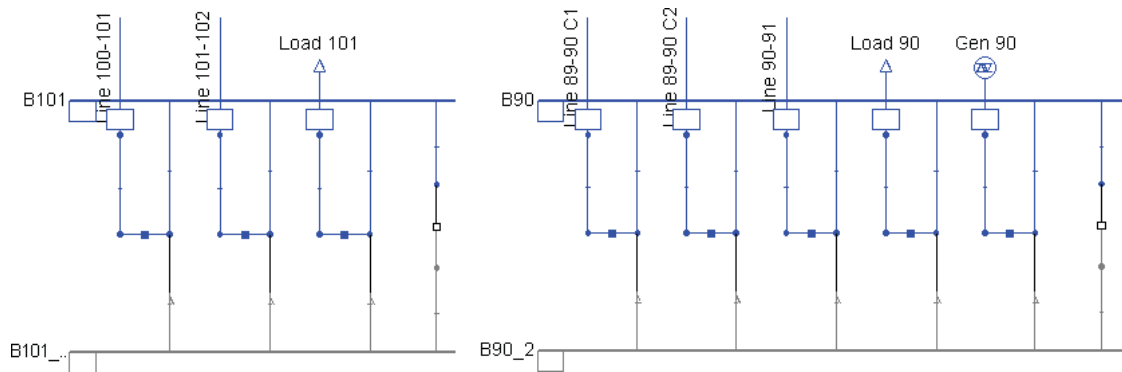 Line 100-101
Line 101-102
Load 101
B101
B101_..
Line 89-90 C1
Line 89-90 C2
Line 90-91
Load 90
Gen 90
B90
B90_2